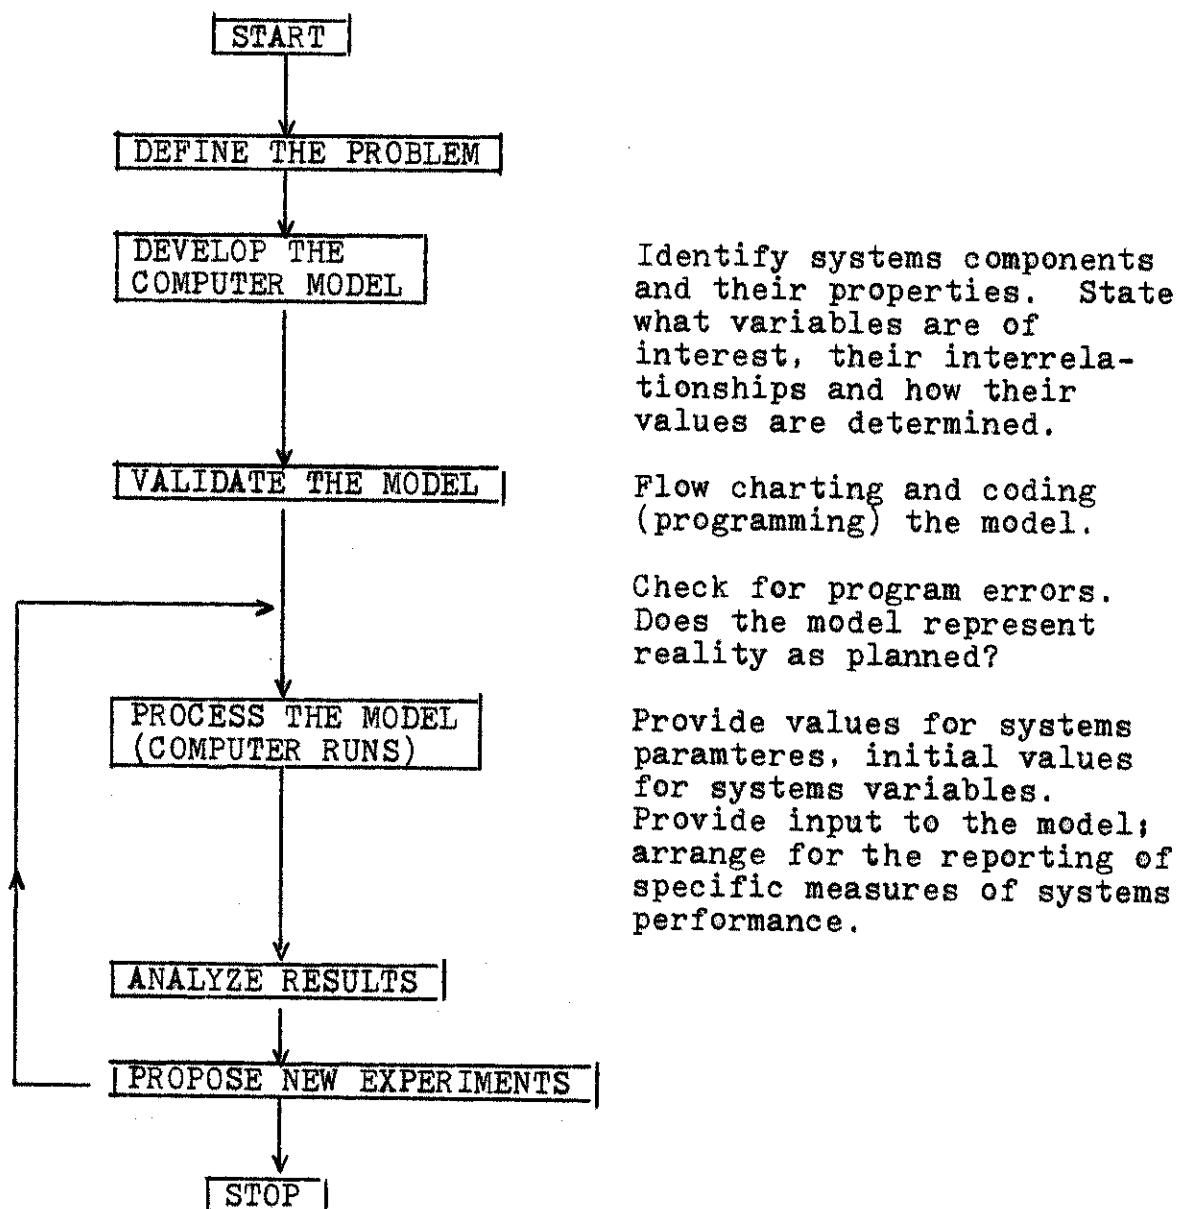 START
DEFINE THE PROBLEM
DEVELOP THE
COMPUTER MODEL
Identify systems components
and their properties. State
what variables are of
interest, their interrela-
tionships and how their
values are determined.
VALIDATE THE MODEL
Flow charting and coding
(programming) the model.
Check for program errors.
Does the model represent
reality as planned?
PROCESS THE MODEL
(COMPUTER RUNS)
Provide values for systems
paramteres, initial values
for systems variables.
Provide input to the model;
arrange for the reporting of
specific measures of systems
performance.
ANALYZE RESULTS
PROPOSE NEW EXPERIMENTS
STOP